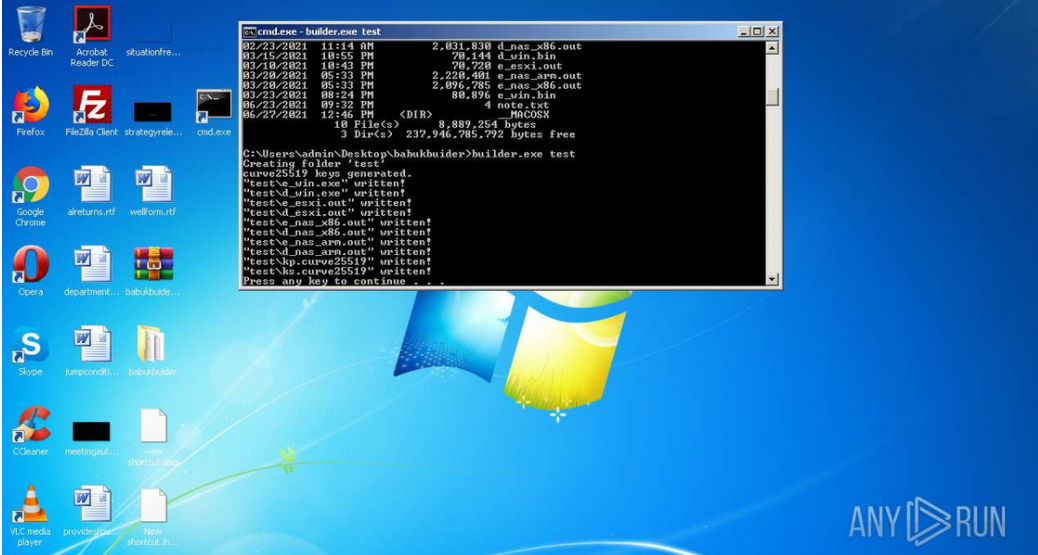 Recycle Bin
Acrobat Reader DC
situationfre...
Firefox
FileZilla Client
strategyrele...
cmd.exe
Google Chrome
alreturns.rtf
wellform.rtf
Opera
department...
babukbuide...
Skype
jumpconditi...
babukbuider
CCleaner
meetingaut...
New shortcut.tmp
VLC media player
New shortcut.ln...
cmd.exe - builder.exe test
02/23/2021 11:14 AM 2,031,830 d_nas_x86.out
03/15/2021 10:55 PM 70,144 d_win.bin
03/10/2021 10:43 PM 70,720 e_esxi.out
03/20/2021 05:33 PM 2,220,401 e_nas_arm.out
03/20/2021 05:33 PM 2,096,785 e_nas_x86.out
03/23/2021 08:24 PM 80,896 e_win.bin
06/23/2021 09:32 PM 4 note.txt
06/27/2021 12:46 PM <DIR> __MACOSX
10 File(s) 8,889,254 bytes
3 Dir(s) 237,946,785,792 bytes free
C:\Users\admin\Desktop\babukbuider>builder.exe test
Creating folder 'test'
curve25519 keys generated.
"test\e_win.exe" written!
"test\d_win.exe" written!
"test\e_esxi.out" written!
"test\d_esxi.out" written!
"test\e_nas_x86.out" written!
"test\d_nas_x86.out" written!
"test\e_nas_arm.out" written!
"test\d_nas_arm.out" written!
"test\kp.curve25519" written!
"test\ks.curve25519" written!
Press any key to continue . . .
ANY RUN